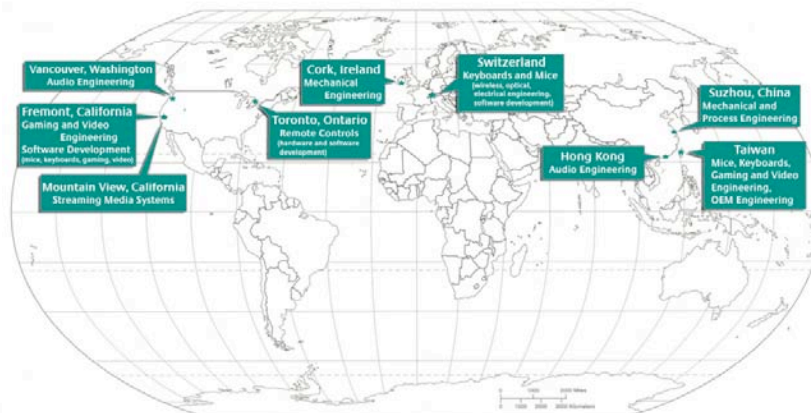 Vancouver, Washington
Audio Engineering
Fremont, California
Gaming and Video
Engineering
Software Development
(mice, keyboards, gaming, video)
Mountain View, California
Streaming Media Systems
Toronto, Ontario
Remote Controls
(hardware and software
development)
Cork, Ireland
Mechanical
Engineering
Switzerland
Keyboards and Mice
(wireless, optical,
electrical engineering,
software development)
Suzhou, China
Mechanical and
Process Engineering
Hong Kong
Audio Engineering
Taiwan
Mice, Keyboards,
Gaming and Video
Engineering,
OEM Engineering